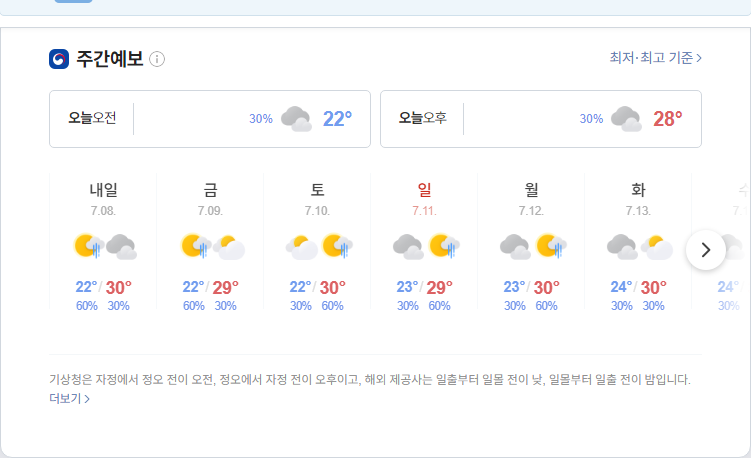 주간예보
최저·최고 기준
오늘오전 30% 22°
오늘오후 30% 28°
내일 금 토 일 월 화 수
7.08. 7.09. 7.10. 7.11. 7.12. 7.13. 7.
22°/30° 22°/29° 22°/30° 23°/29° 23°/30° 24°/30° 24°
60% 30% 60% 30% 30% 60% 30% 60% 30% 60% 30% 30% 30%
기상청은 자정에서 정오 전이 오전, 정오에서 자정 전이 오후이고, 해외 제공사는 일출부터 일몰 전이 낮, 일몰부터 일출 전이 밤입니다.
더보기